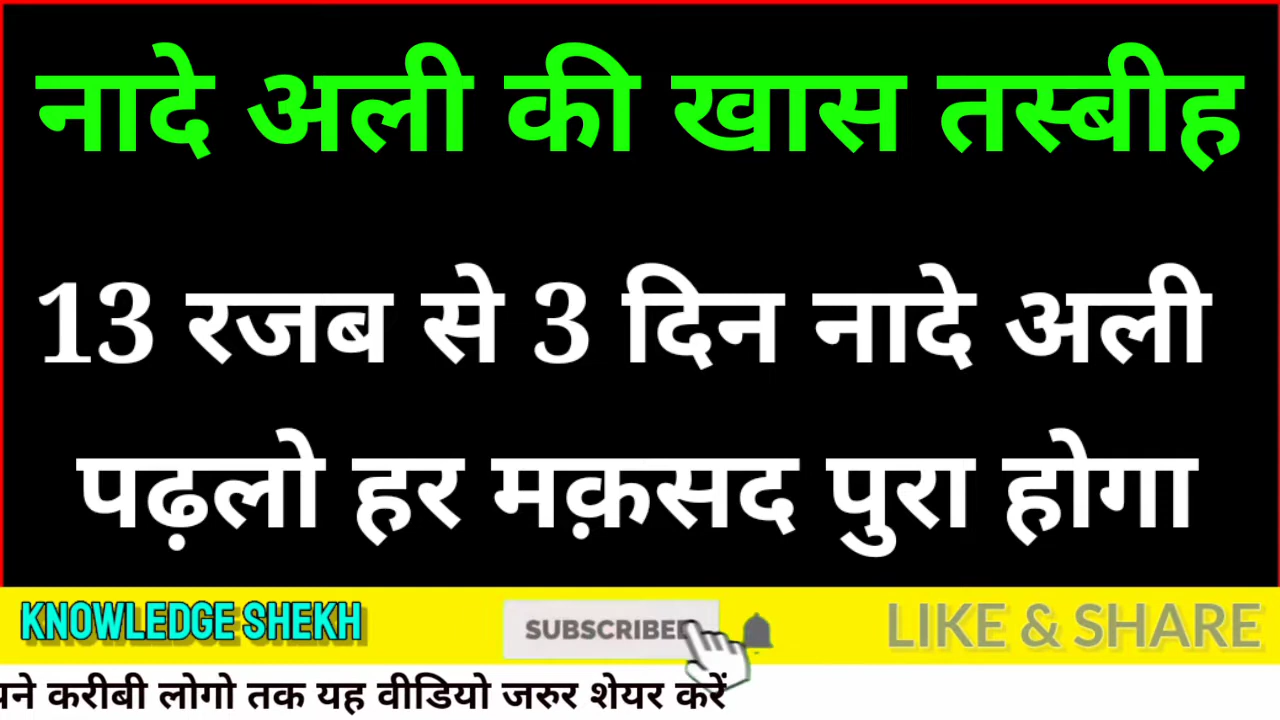 नादे अली की खास तस्बीह
13 रजब से 3 दिन नादे अली
पढ़लो हर मक़सद पुरा होगा
KNOWLEDGE SHEKH
SUBSCRIBED
LIKE & SHARE
करीबी लोगो तक यह वीडियो जरुर शेयर करें